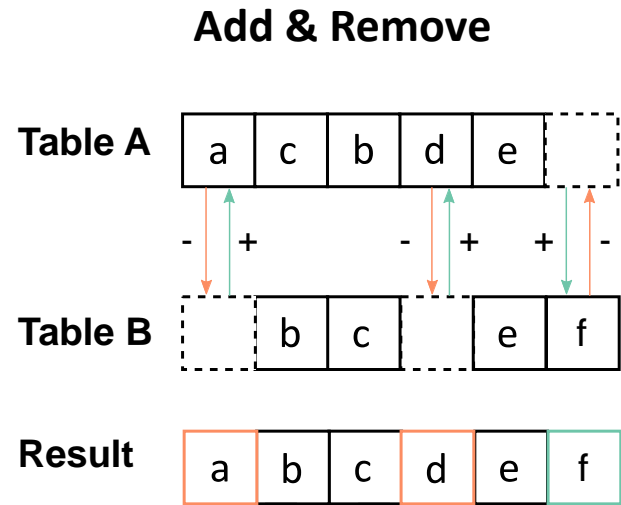 Add & Remove
Table A a c b d e
- + - + + -
Table B b c e f
Result a b c d e f